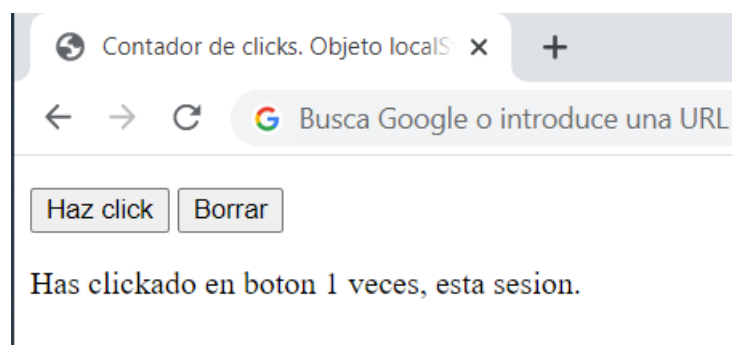 Contador de clicks. Objeto localS
Busca Google o introduce una URL
Haz click Borrar
Has clickado en boton 1 veces, esta sesion.